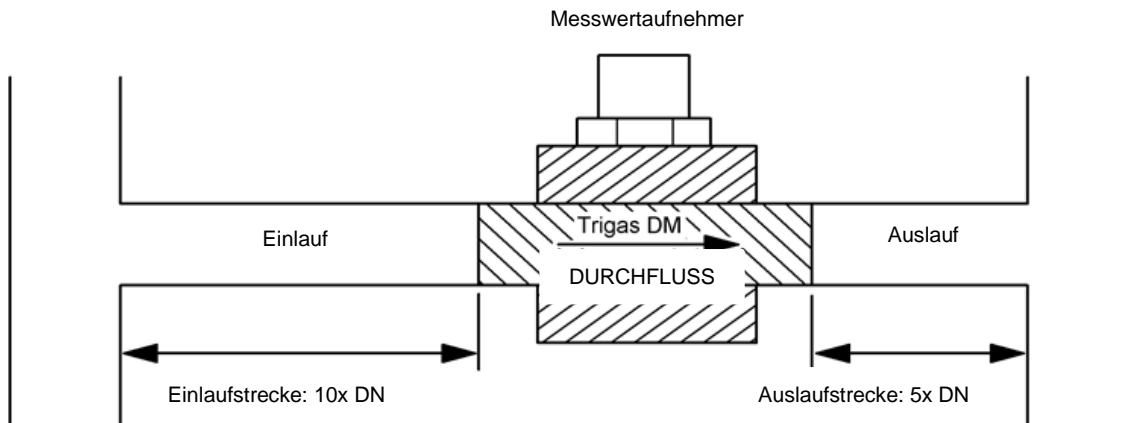 Messwertaufnehmer
Einlauf
Trigas DM
DURCHFLUSS
Auslauf
Einlaufstrecke: 10x DN
Auslaufstrecke: 5x DN